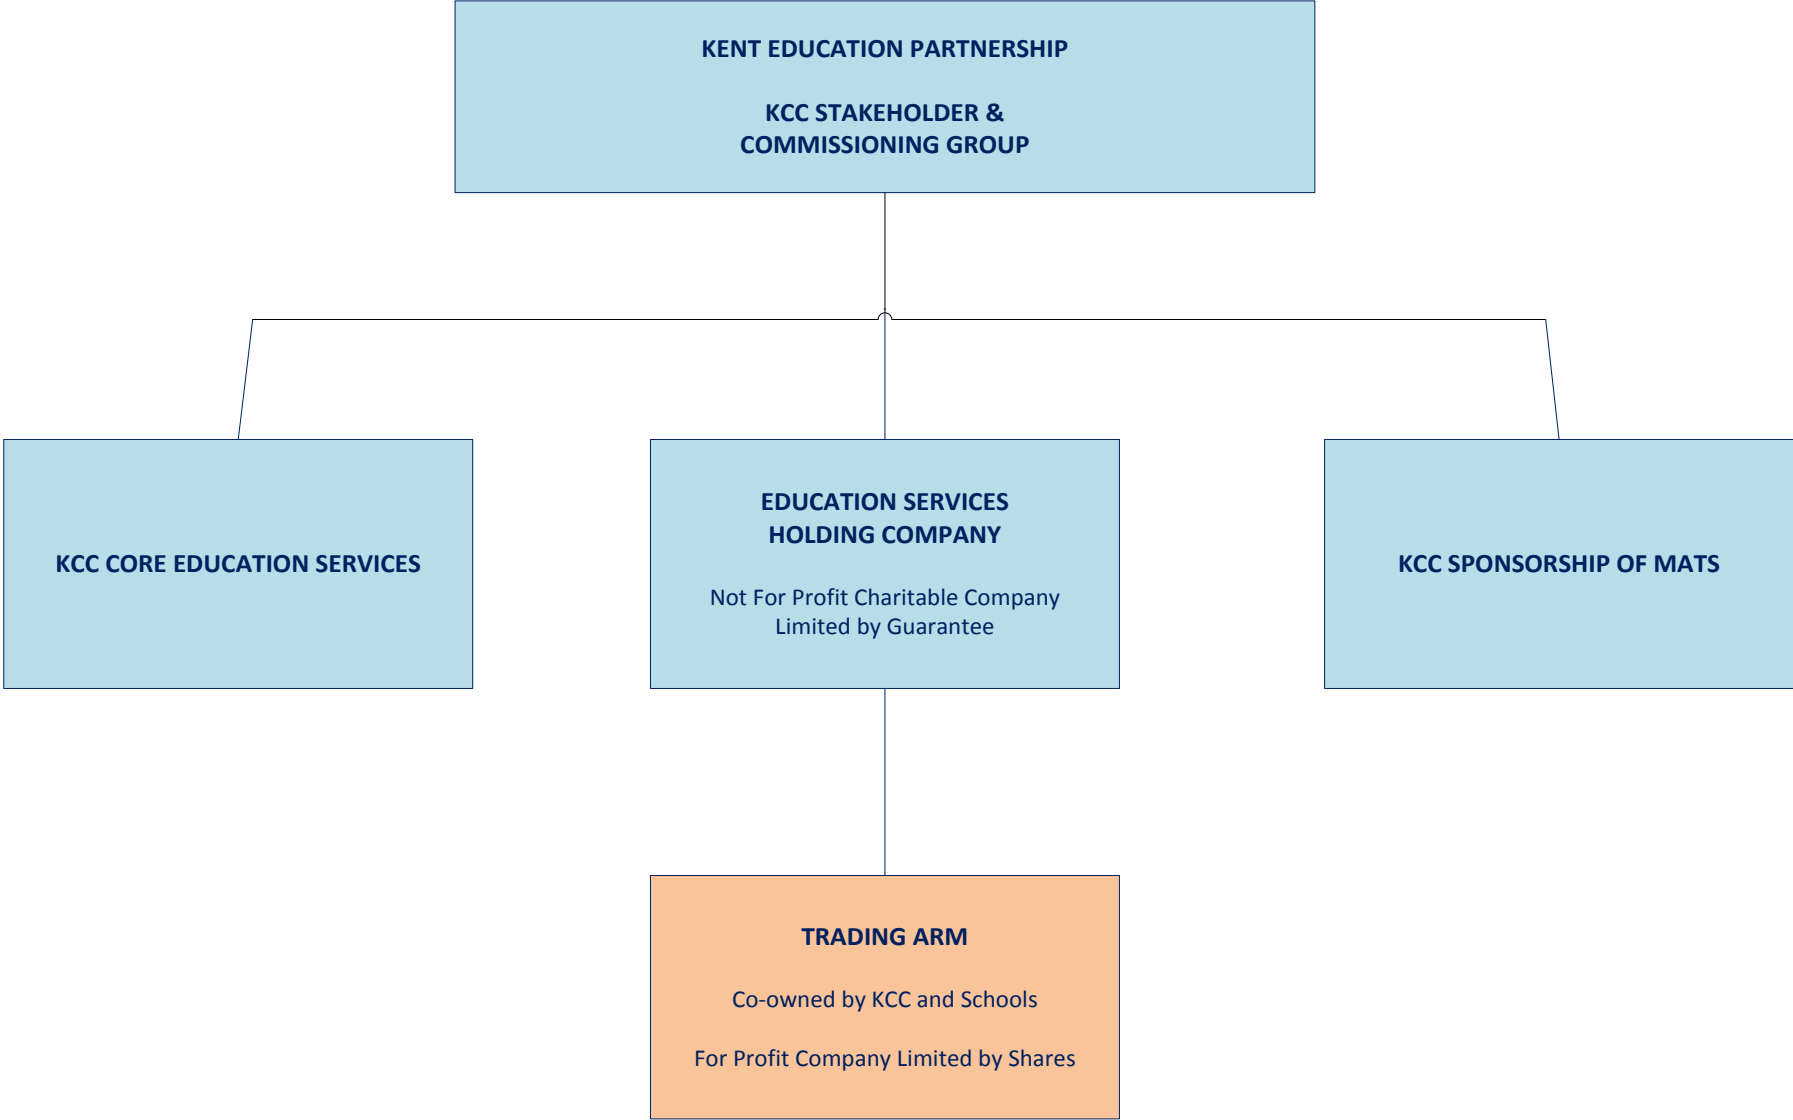 KENT EDUCATION PARTNERSHIP
KCC STAKEHOLDER &
COMMISSIONING GROUP
KCC CORE EDUCATION SERVICES
EDUCATION SERVICES
HOLDING COMPANY
Not For Profit Charitable Company
Limited by Guarantee
KCC SPONSORSHIP OF MATS
TRADING ARM
Co-owned by KCC and Schools
For Profit Company Limited by Shares